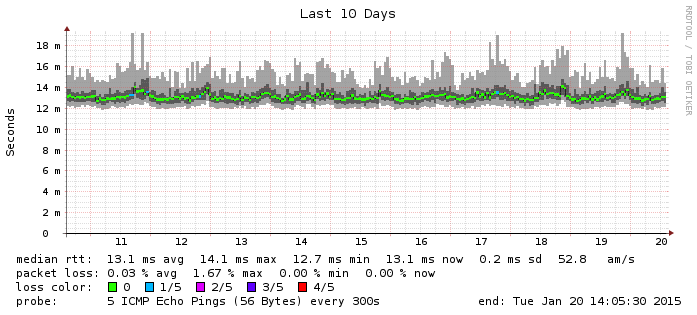 Last 10 Days
RRDTOOL / TOBI OETIKER
Seconds
18 m
16 m
14 m
12 m
10 m
8 m
6 m
4 m
2 m
0
11 12 13 14 15 16 17 18 19 20
median rtt: 13.1 ms avg 14.1 ms max 12.7 ms min 13.1 ms now 0.2 ms sd 52.8 am/s
packet loss: 0.03 % avg 1.67 % max 0.00 % min 0.00 % now
loss color: 0 1/5 2/5 3/5 4/5
probe: 5 ICMP Echo Pings (56 Bytes) every 300s end: Tue Jan 20 14:05:30 2015